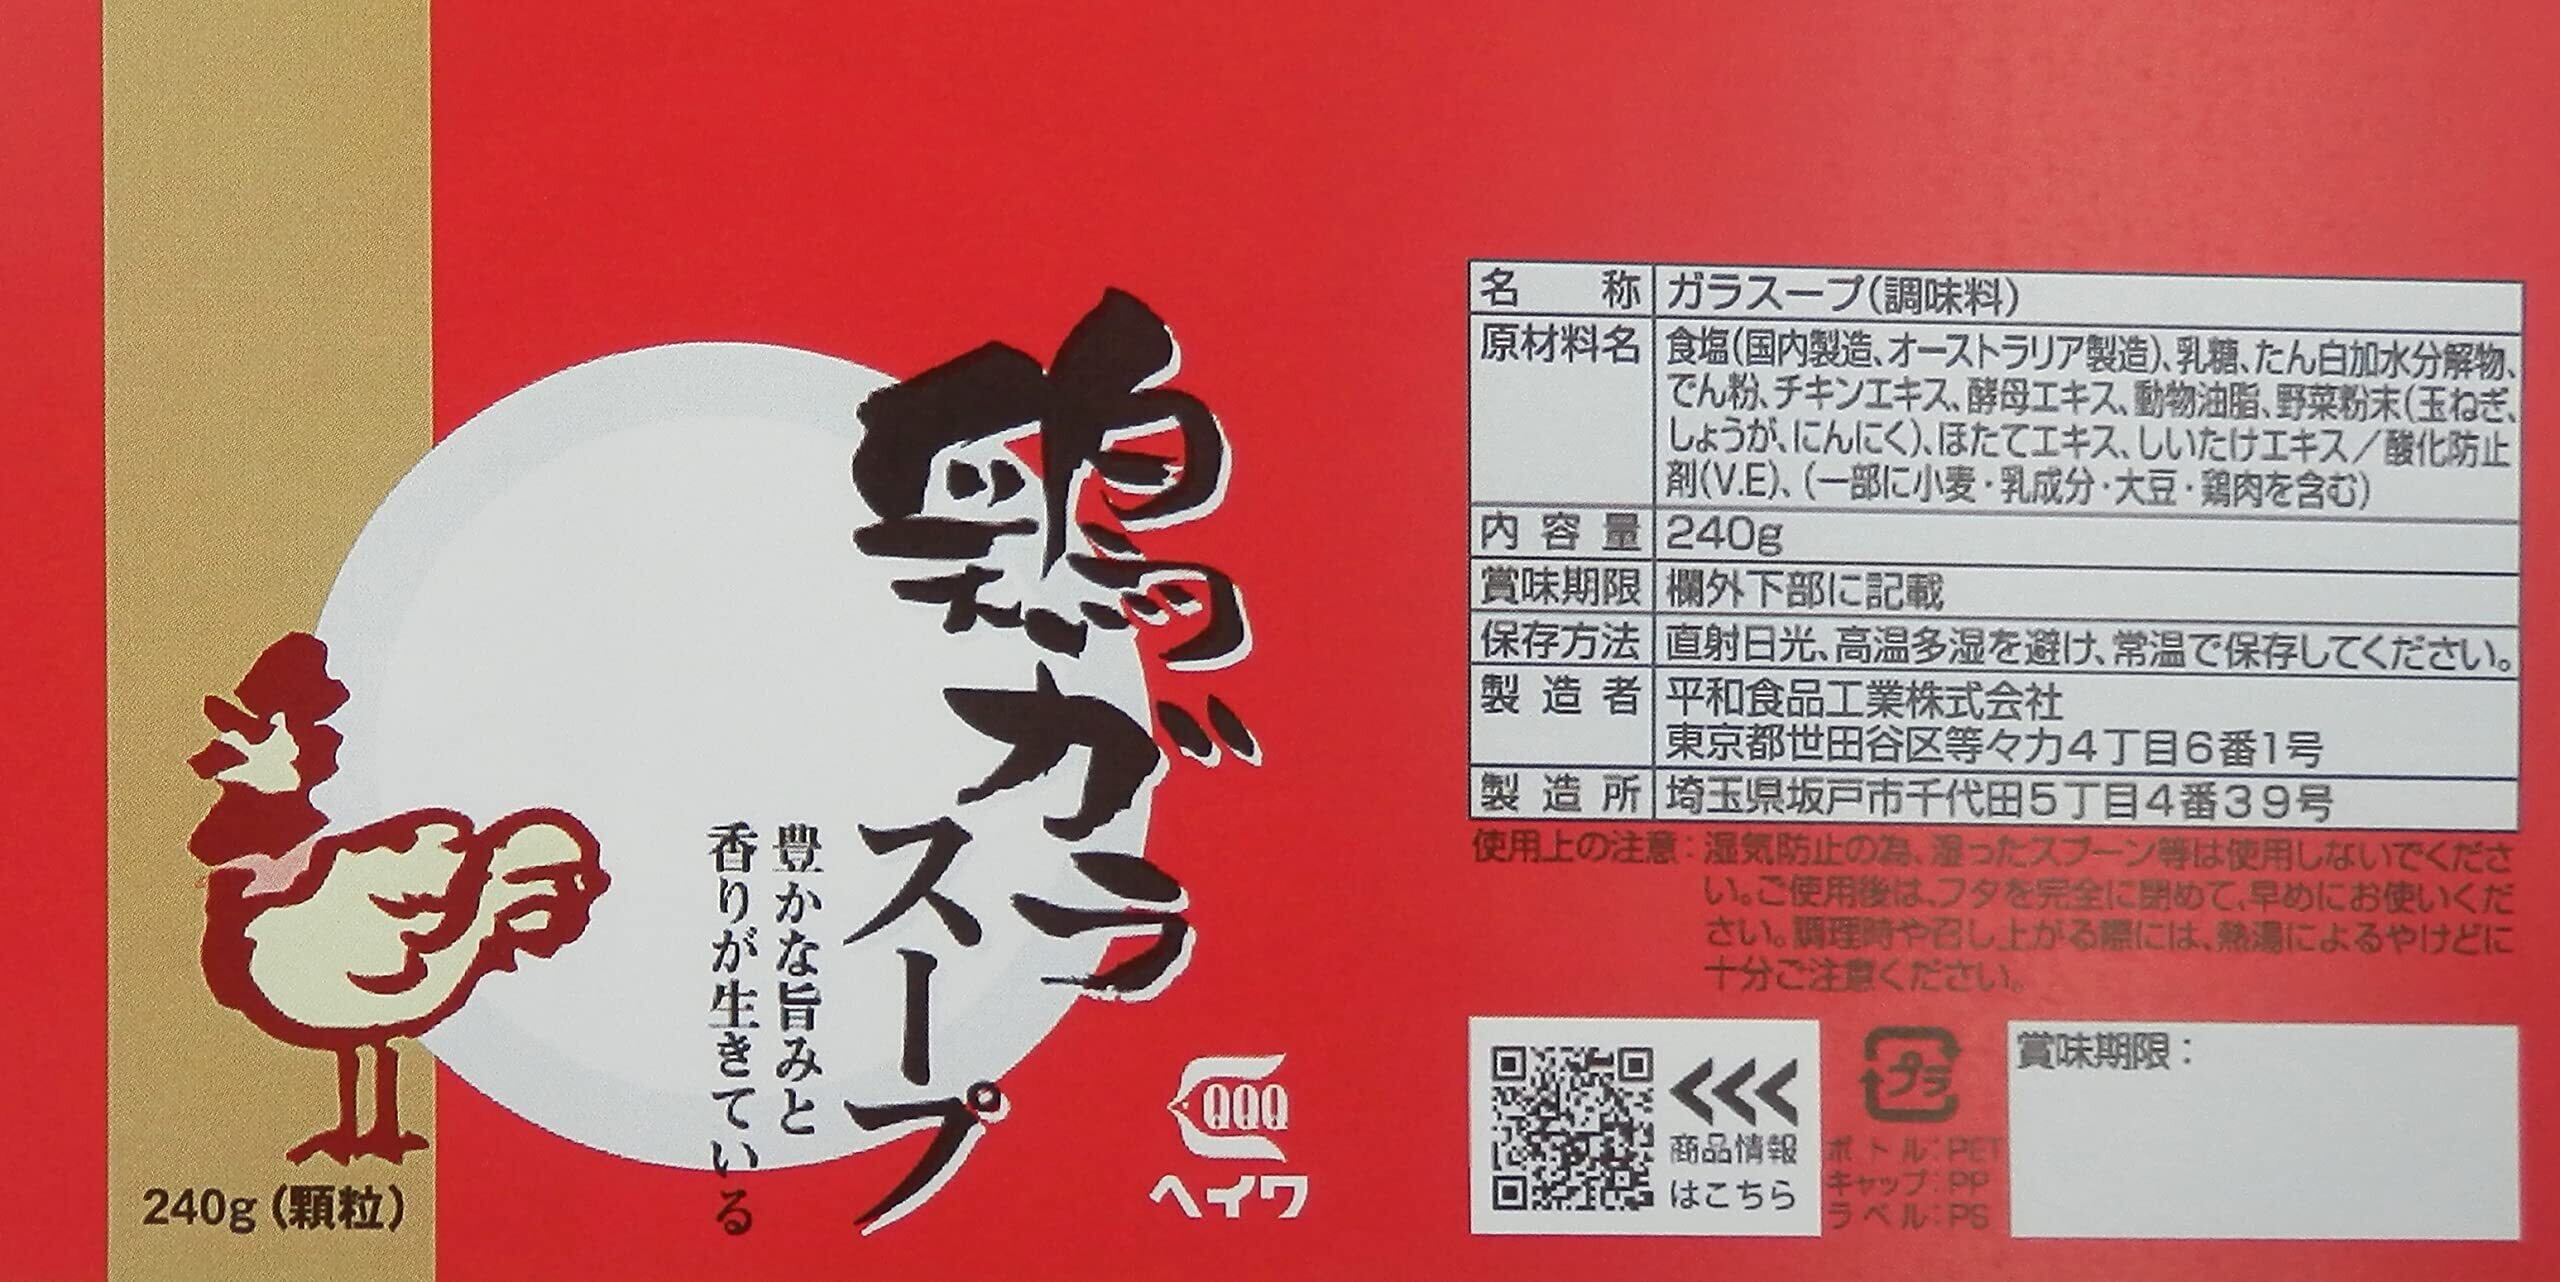 鶏ガラ
スープ
豊かな旨みと
香りが生きている
240g(顆粒)
ヘイワ
名称 ガラスープ(調味料)
原材料名 食塩(国内製造、オーストラリア製造)、乳糖、たん白加水分解物、
でん粉、チキンエキス、酵母エキス、動物油脂、野菜粉末(玉ねぎ、
しょうが、にんにく)、ほたてエキス、しいたけエキス/酸化防止
剤(V.E)、(一部に小麦・乳成分・大豆・鶏肉を含む)
内容量 240g
賞味期限 欄外下部に記載
保存方法 直射日光、高温多湿を避け、常温で保存してください。
製造者 平和食品工業株式会社
東京都世田谷区等々力4丁目6番1号
製造所 埼玉県坂戸市千代田5丁目4番39号
使用上の注意:湿気防止の為、湿ったスプーン等は使用しないでくださ
い。ご使用後は、フタを完全に閉めて、早めにお使いくだ
さい。調理時や召し上がる際には、熱湯によるやけどに
十分ご注意ください。
商品情報
はこちら
プラ
ボトル:PET
キャップ:PP
ラベル:PS
賞味期限: